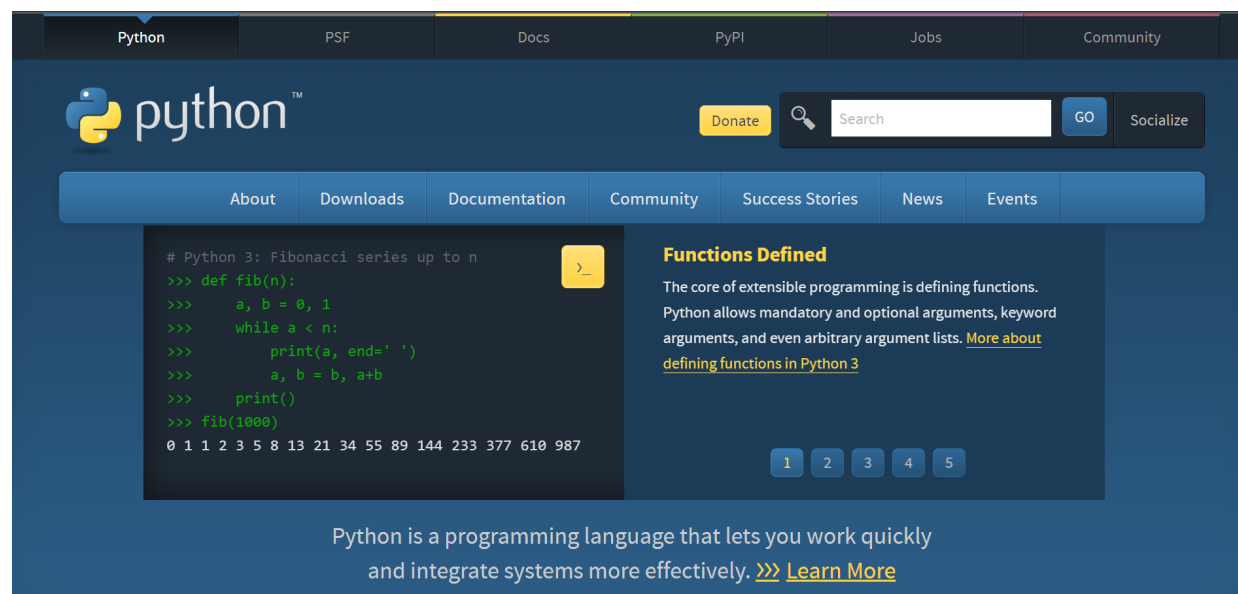 Python PSF Docs PyPI Jobs Community
python™
Donate Search GO Socialize
About Downloads Documentation Community Success Stories News Events
# Python 3: Fibonacci series up to n
>>> def fib(n):
>>>     a, b = 0, 1
>>>     while a < n:
>>>         print(a, end=' ')
>>>         a, b = b, a+b
>>>     print()
>>> fib(1000)
0 1 1 2 3 5 8 13 21 34 55 89 144 233 377 610 987
>_
Functions Defined
The core of extensible programming is defining functions.
Python allows mandatory and optional arguments, keyword
arguments, and even arbitrary argument lists. More about
defining functions in Python 3
1 2 3 4 5
Python is a programming language that lets you work quickly
and integrate systems more effectively. >>> Learn More